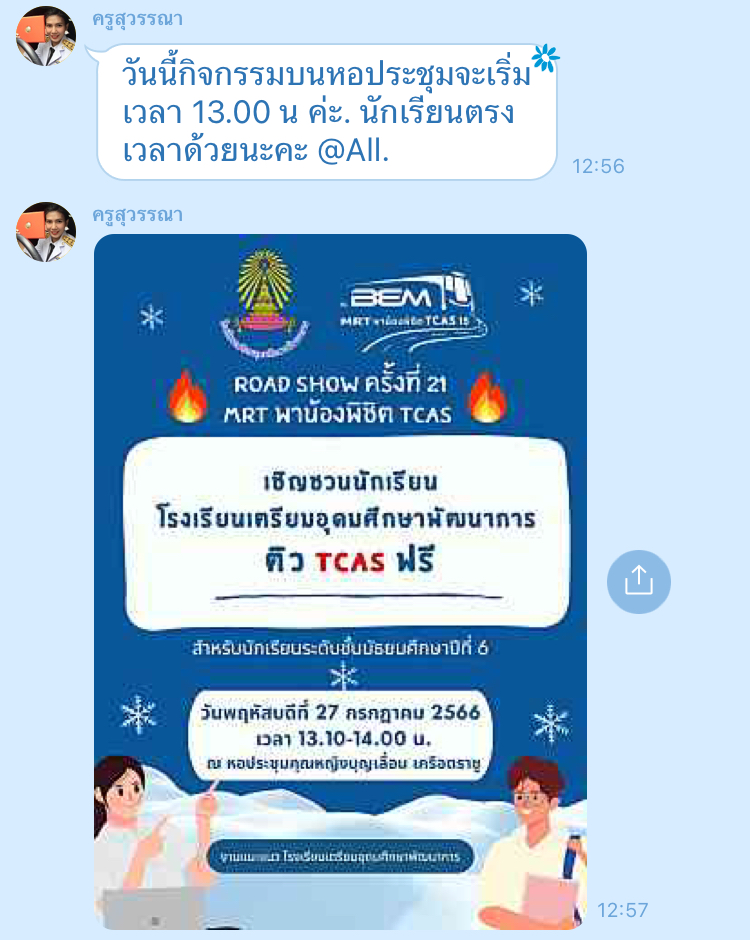 ครูสุวรรณา
วันนี้กิจกรรมบนหอประชุมจะเริ่ม
เวลา 13.00 น ค่ะ. นักเรียนตรง
เวลาด้วยนะคะ @All.
12:56
ครูสุวรรณา
BEM
MRT พาน้องพิชิต TCAS
ROAD SHOW ครั้งที่ 21
MRT พาน้องพิชิต TCAS
เชิญชวนนักเรียน
โรงเรียนเตรียมอุดมศึกษาพัฒนาการ
ติว TCAS ฟรี
สำหรับนักเรียนระดับชั้นมัธยมศึกษาปีที่ 6
วันพฤหัสบดีที่ 27 กรกฎาคม 2566
เวลา 13.10-14.00 น.
ณ หอประชุมคุณหญิงบุญเลื่อน เครือตราชู
งานแนะแนว โรงเรียนเตรียมอุดมศึกษาพัฒนาการ
12:57